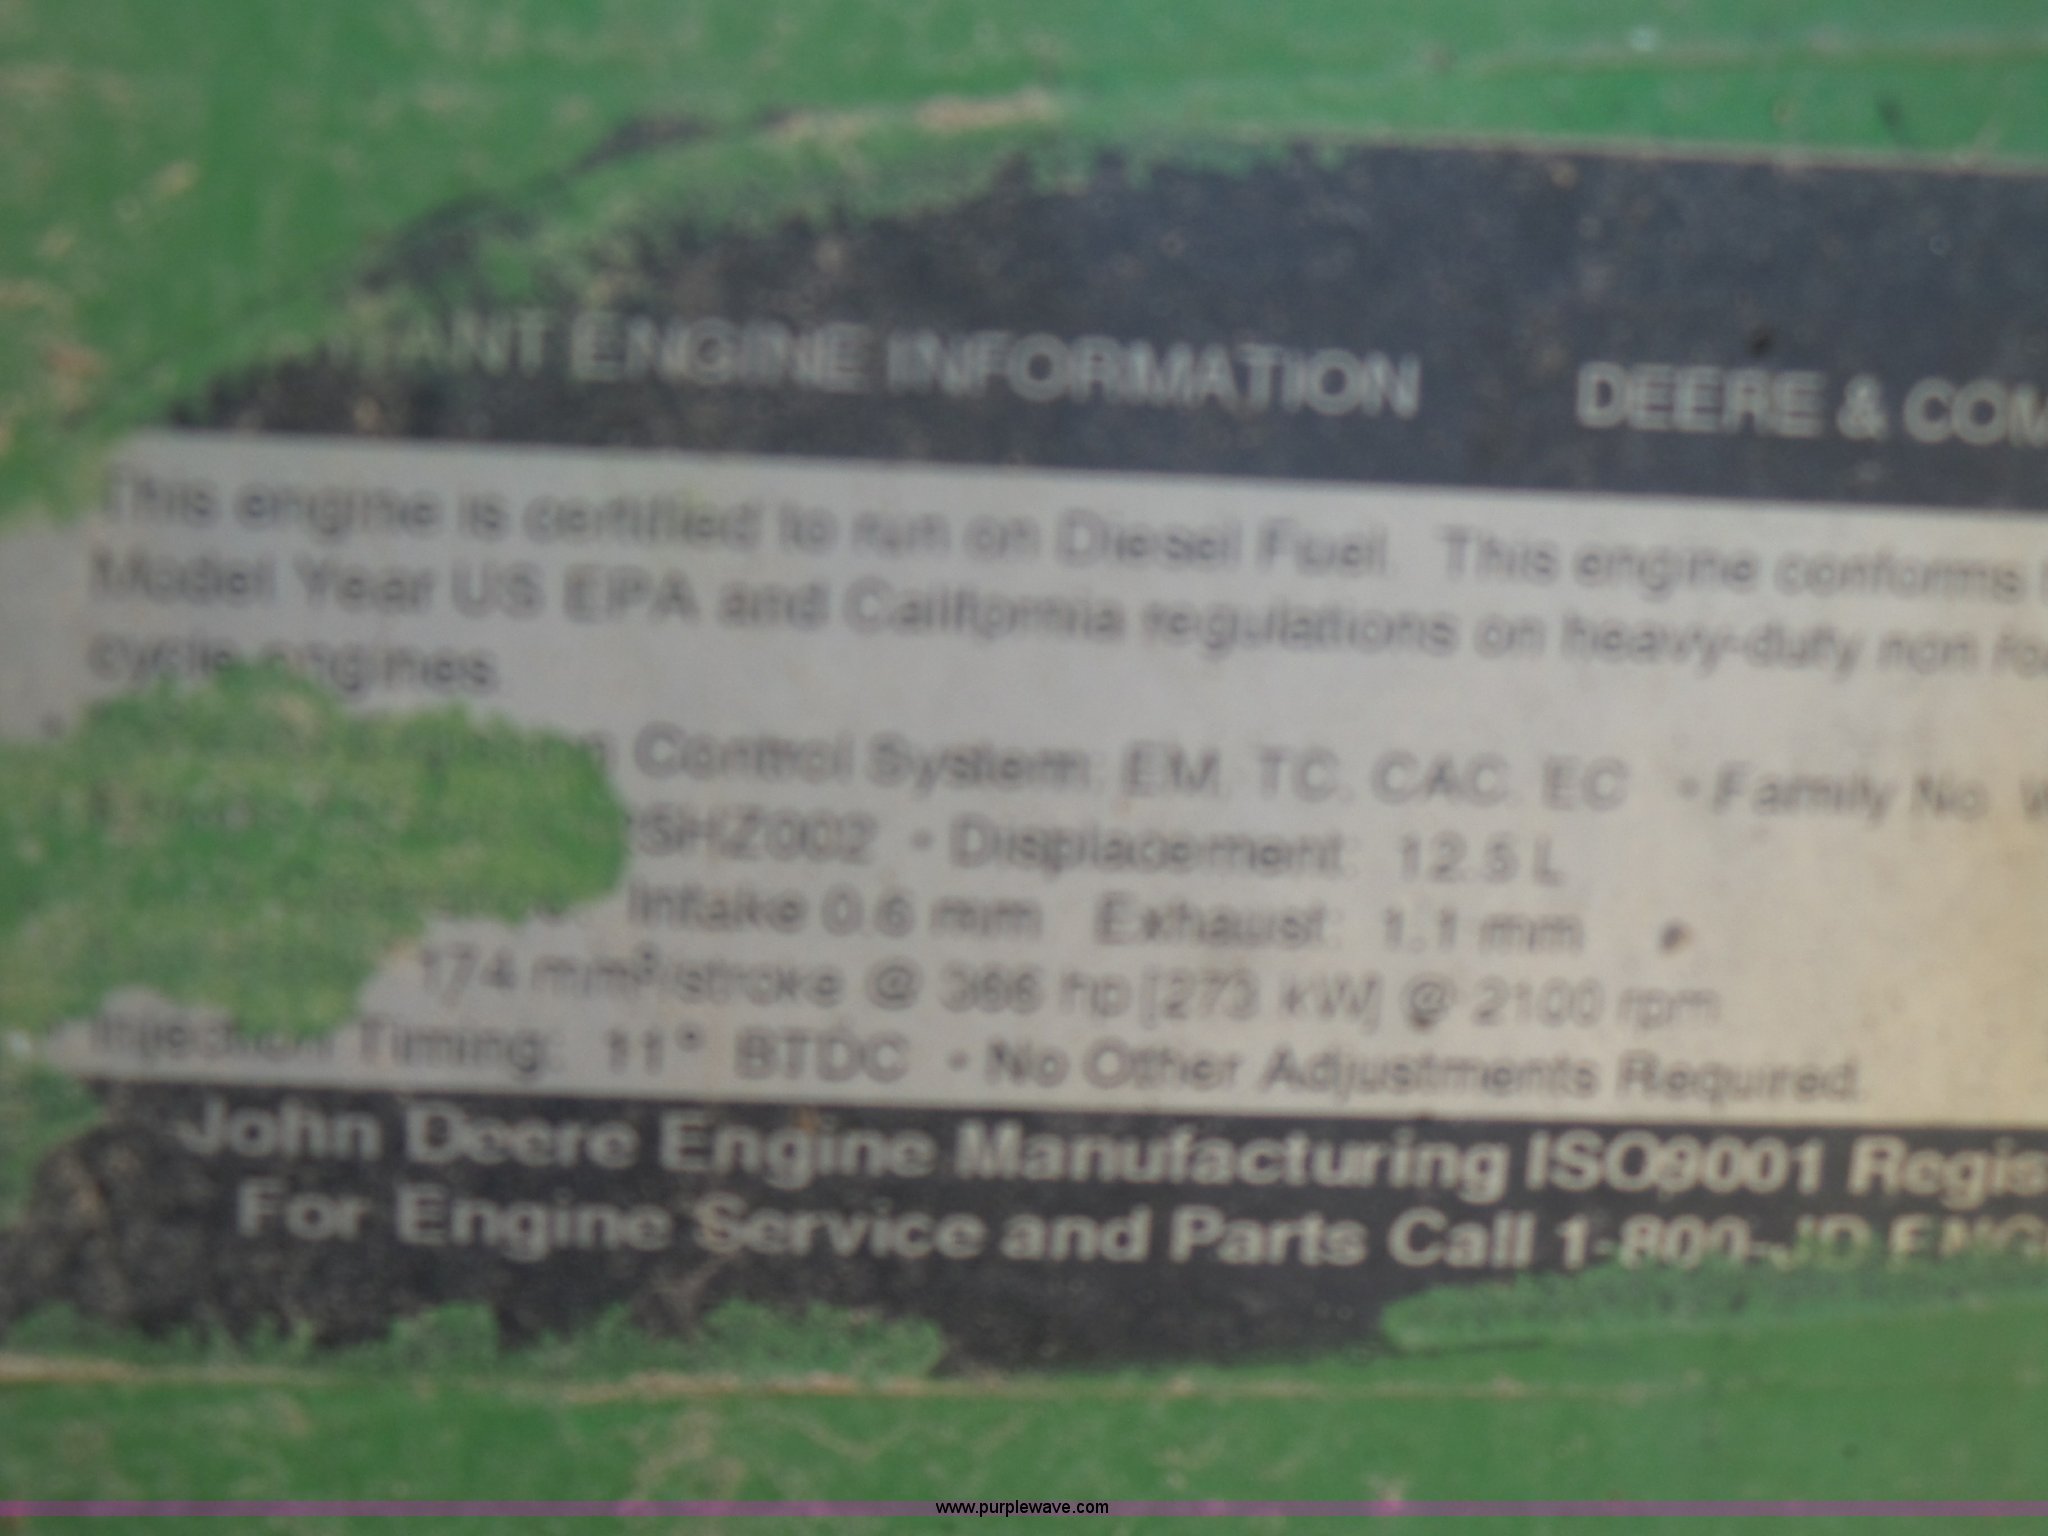 ENGINE INFORMATION DEERE & COM
This engine is certified to run on Diesel Fuel. This engine conforms
Model Year US EPA and California regulations on heavy-duty non
cycle engines.
Control System: EM, TC, CAC, EC • Family No.
SHZ002 • Displacement: 12.5 L
Intake 0.6 mm Exhaust: 1.1 mm
174 mm³/stroke @ 366 hp [273 kW] @ 2100 rpm
Injection Timing: 11° BTDC • No Other Adjustments Required.
John Deere Engine Manufacturing ISO9001 Regis
For Engine Service and Parts Call 1-800-JD ENG
www.purplewave.com